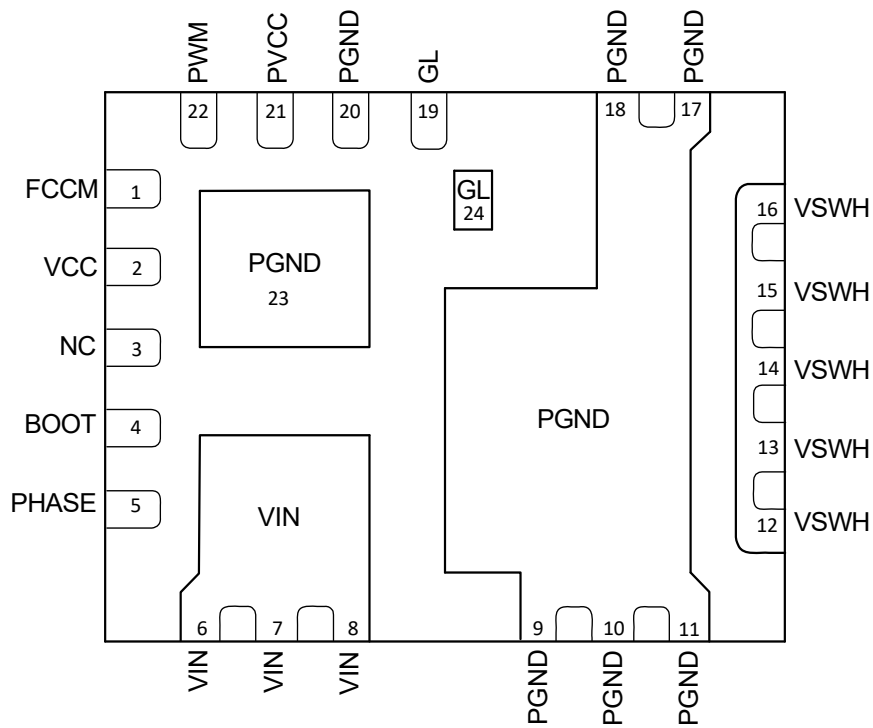 PWM
PVCC
PGND
GL
PGND
PGND
22
21
20
19
18
17
FCCM
1
VCC
2
NC
3
BOOT
4
PHASE
5
PGND
23
GL
24
VIN
PGND
16
VSWH
15
VSWH
14
VSWH
13
VSWH
12
VSWH
6
7
8
9
10
11
VIN
VIN
VIN
PGND
PGND
PGND